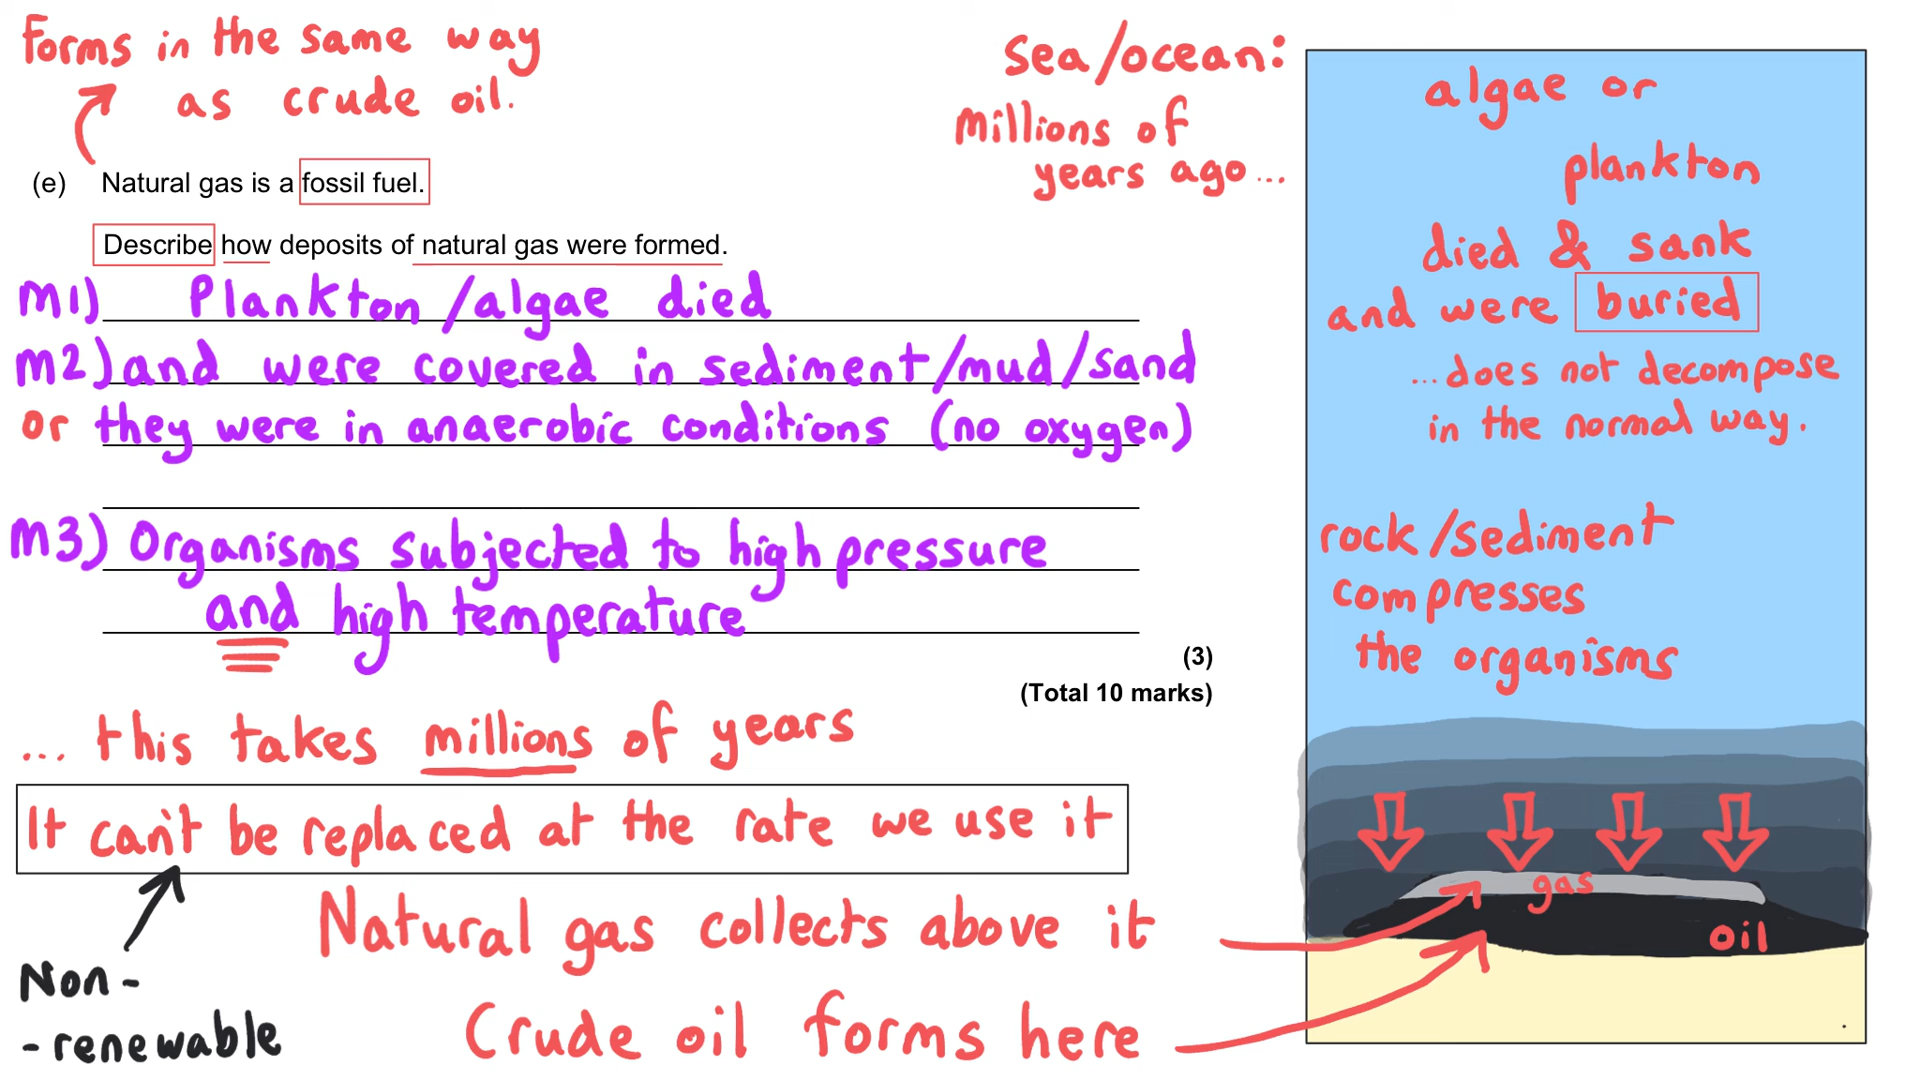 Forms in the same way
as crude oil.
(e) Natural gas is a fossil fuel.
Describe how deposits of natural gas were formed.
M1) Plankton/algae died
M2) and were covered in sediment/mud/sand
or they were in anaerobic conditions (no oxygen)
M3) Organisms subjected to high pressure
and high temperature
(3)
(Total 10 marks)
... this takes millions of years
It can't be replaced at the rate we use it
Non-
-renewable
Natural gas collects above it
Crude oil forms here
sea/ocean:
Millions of
years ago...
algae or
plankton
died & sank
and were buried
...does not decompose
in the normal way.
rock/sediment
compresses
the organisms
gas
oil